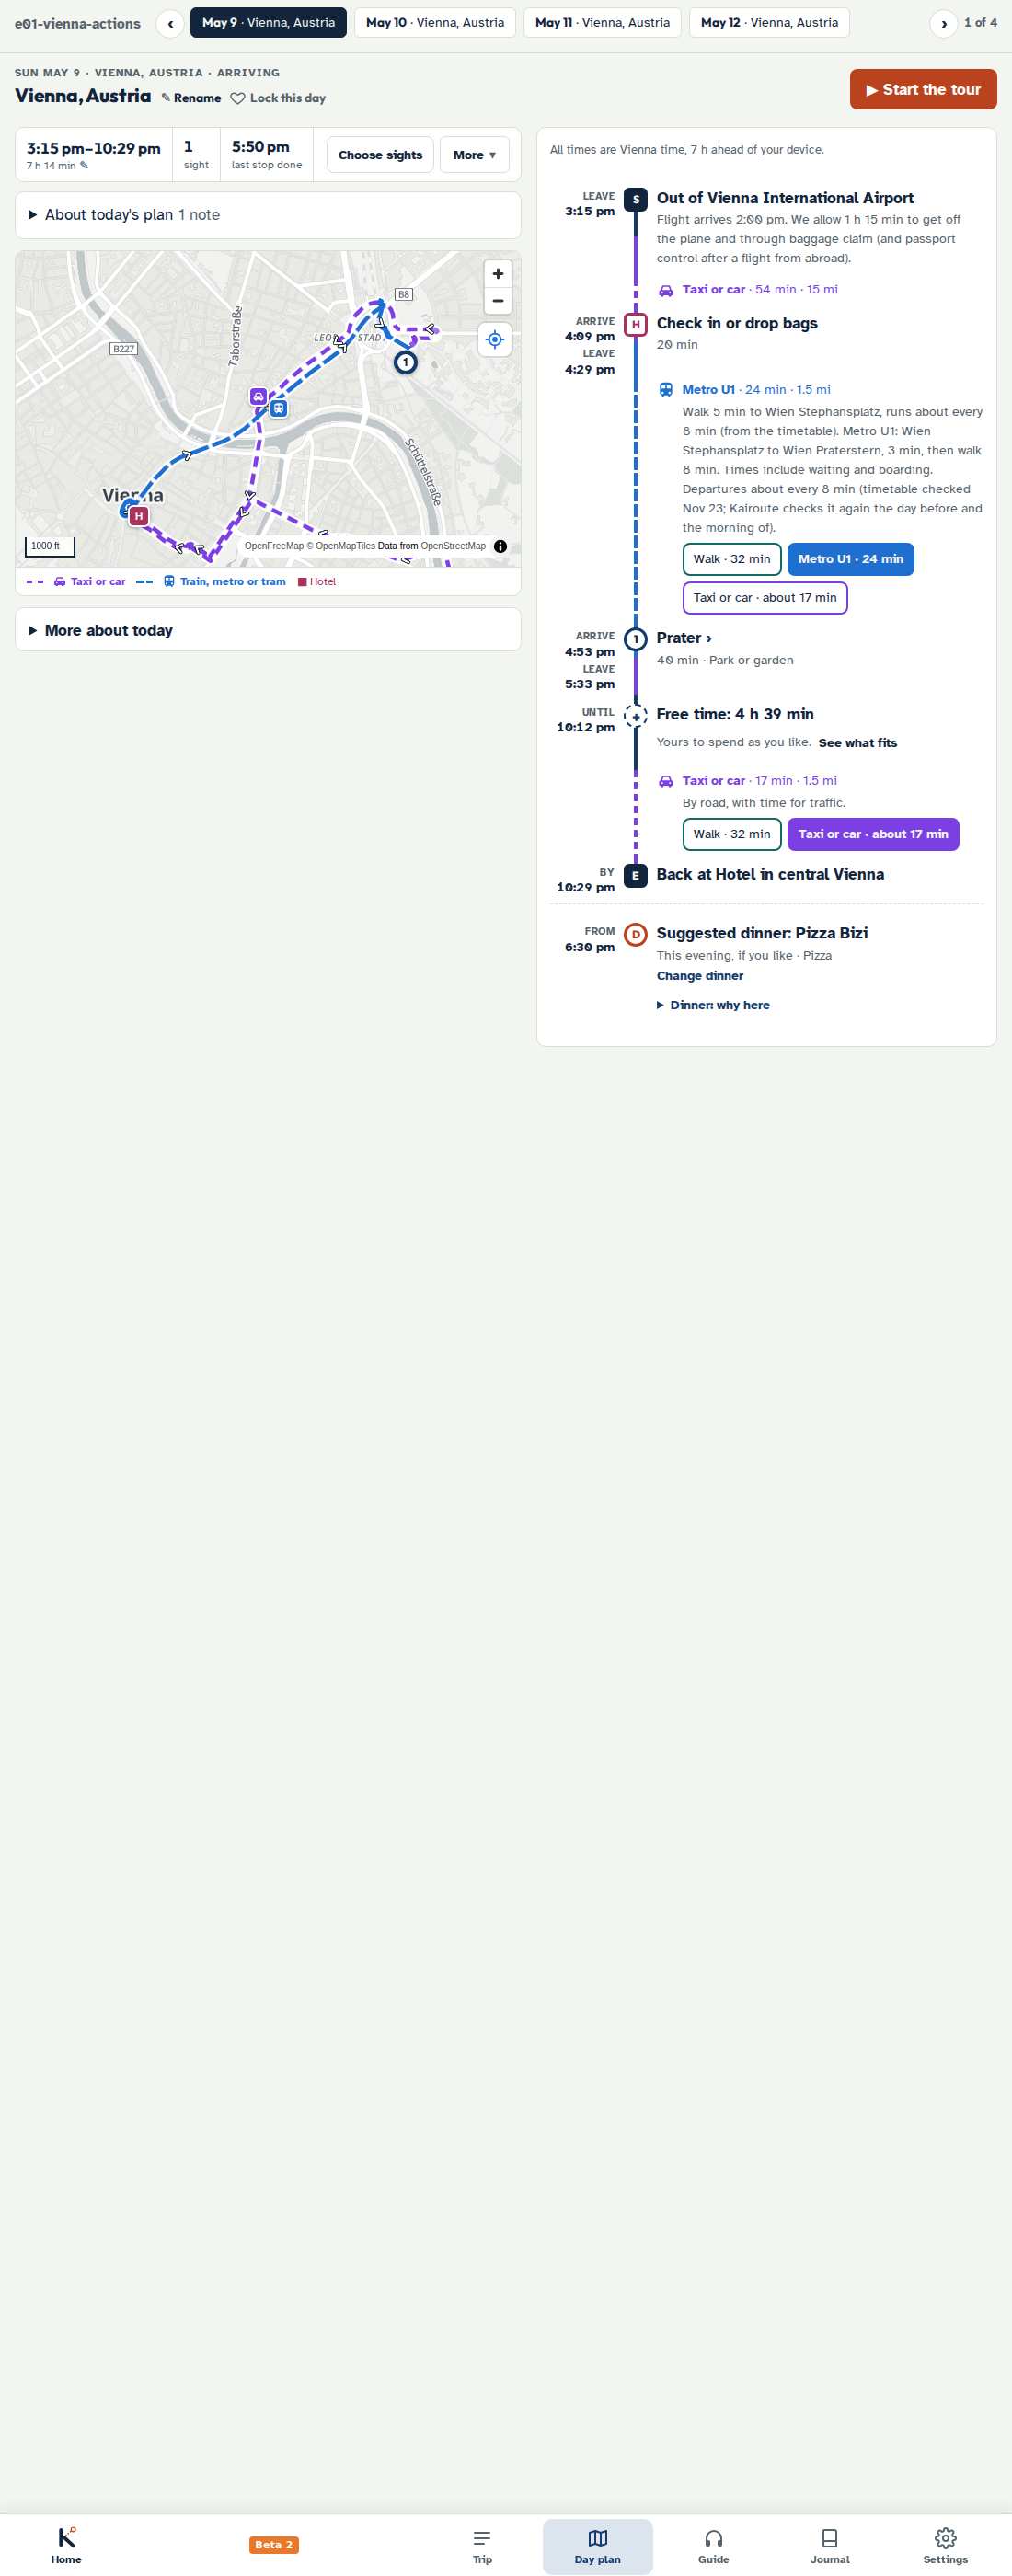 e01-vienna-actions
‹
May 9 · Vienna, Austria
May 10 · Vienna, Austria
May 11 · Vienna, Austria
May 12 · Vienna, Austria
›
1 of 4
SUN MAY 9 · VIENNA, AUSTRIA · ARRIVING
Vienna, Austria
✎ Rename
Lock this day
▶ Start the tour
3:15 pm–10:29 pm
7 h 14 min ✎
1
sight
5:50 pm
last stop done
Choose sights
More ▾
▶ About today's plan 1 note
B8
B227
Taborstraße
1
Schüttelstraße
H
1000 ft
OpenFreeMap © OpenMapTiles Data from OpenStreetMap
Taxi or car
Train, metro or tram
Hotel
▶ More about today
All times are Vienna time, 7 h ahead of your device.
LEAVE
3:15 pm
S
Out of Vienna International Airport
Flight arrives 2:00 pm. We allow 1 h 15 min to get off
the plane and through baggage claim (and passport
control after a flight from abroad).
Taxi or car · 54 min · 15 mi
ARRIVE
4:09 pm
LEAVE
4:29 pm
H
Check in or drop bags
20 min
Metro U1 · 24 min · 1.5 mi
Walk 5 min to Wien Stephansplatz, runs about every
8 min (from the timetable). Metro U1: Wien
Stephansplatz to Wien Praterstern, 3 min, then walk
8 min. Times include waiting and boarding.
Departures about every 8 min (timetable checked
Nov 23; Kairoute checks it again the day before and
the morning of).
Walk · 32 min
Metro U1 · 24 min
Taxi or car · about 17 min
ARRIVE
4:53 pm
LEAVE
5:33 pm
1
Prater ›
40 min · Park or garden
UNTIL
10:12 pm
+
Free time: 4 h 39 min
Yours to spend as you like. See what fits
Taxi or car · 17 min · 1.5 mi
By road, with time for traffic.
Walk · 32 min
Taxi or car · about 17 min
BY
10:29 pm
E
Back at Hotel in central Vienna
FROM
6:30 pm
D
Suggested dinner: Pizza Bizi
This evening, if you like · Pizza
Change dinner
▶ Dinner: why here
Home
Beta 2
Trip
Day plan
Guide
Journal
Settings